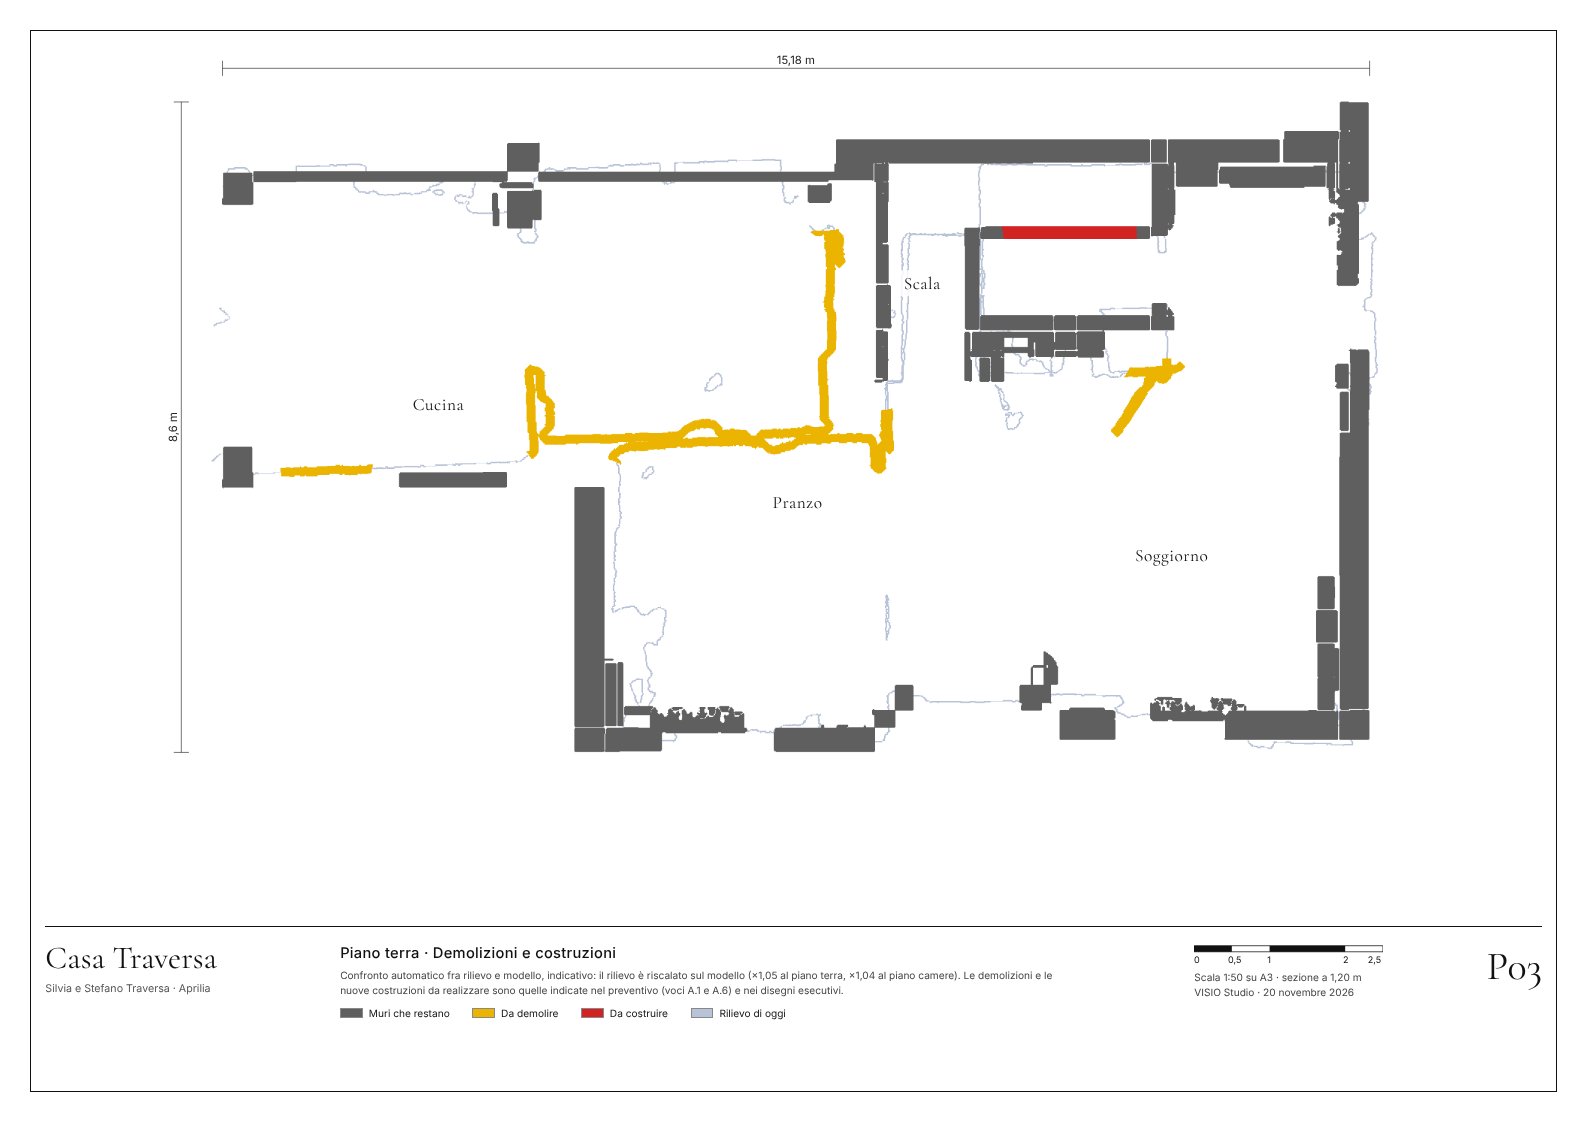 15,18 m
8,6 m
Scala
Cucina
Pranzo
Soggiorno
Casa Traversa
Silvia e Stefano Traversa · Aprilia
Piano terra · Demolizioni e costruzioni
Confronto automatico fra rilievo e modello, indicativo: il rilievo è riscalato sul modello (×1,05 al piano terra, ×1,04 al piano camere). Le demolizioni e le
nuove costruzioni da realizzare sono quelle indicate nel preventivo (voci A.1 e A.6) e nei disegni esecutivi.
Muri che restano
Da demolire
Da costruire
Rilievo di oggi
0 0,5 1 2 2,5
Scala 1:50 su A3 · sezione a 1,20 m
VISIO Studio · 20 novembre 2026
P03